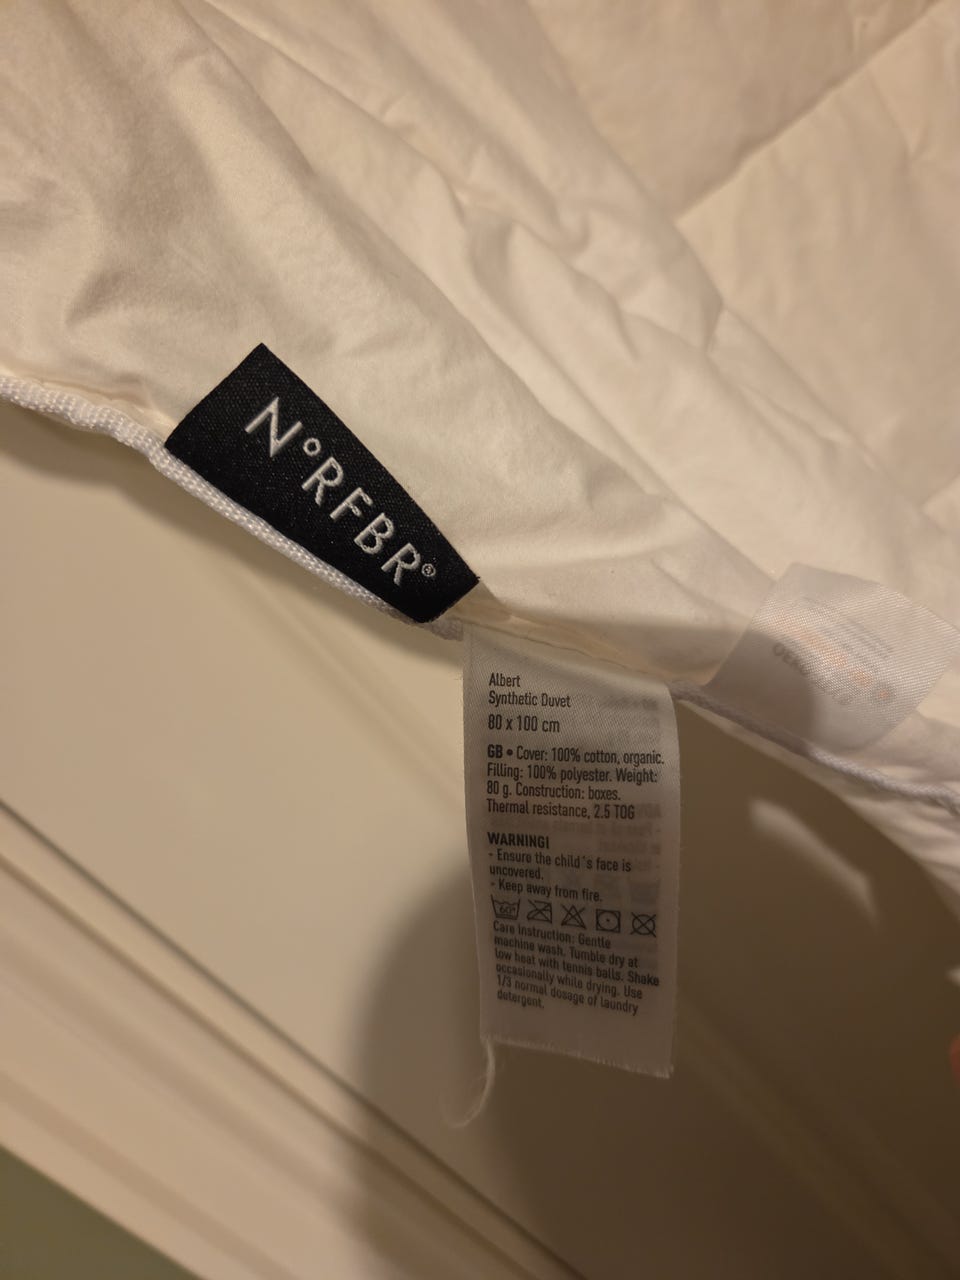 N°RFBR®
Albert
Synthetic Duvet
80 x 100 cm
GB • Cover: 100% cotton, organic.
Filling: 100% polyester. Weight:
80 g. Construction: boxes.
Thermal resistance, 2.5 TOG
WARNING!
- Ensure the child´s face is
uncovered.
- Keep away from fire.
60°
Care instruction: Gentle
machine wash. Tumble dry at
low heat with tennis balls. Shake
occasionally while drying. Use
1/3 normal dosage of laundry
detergent.